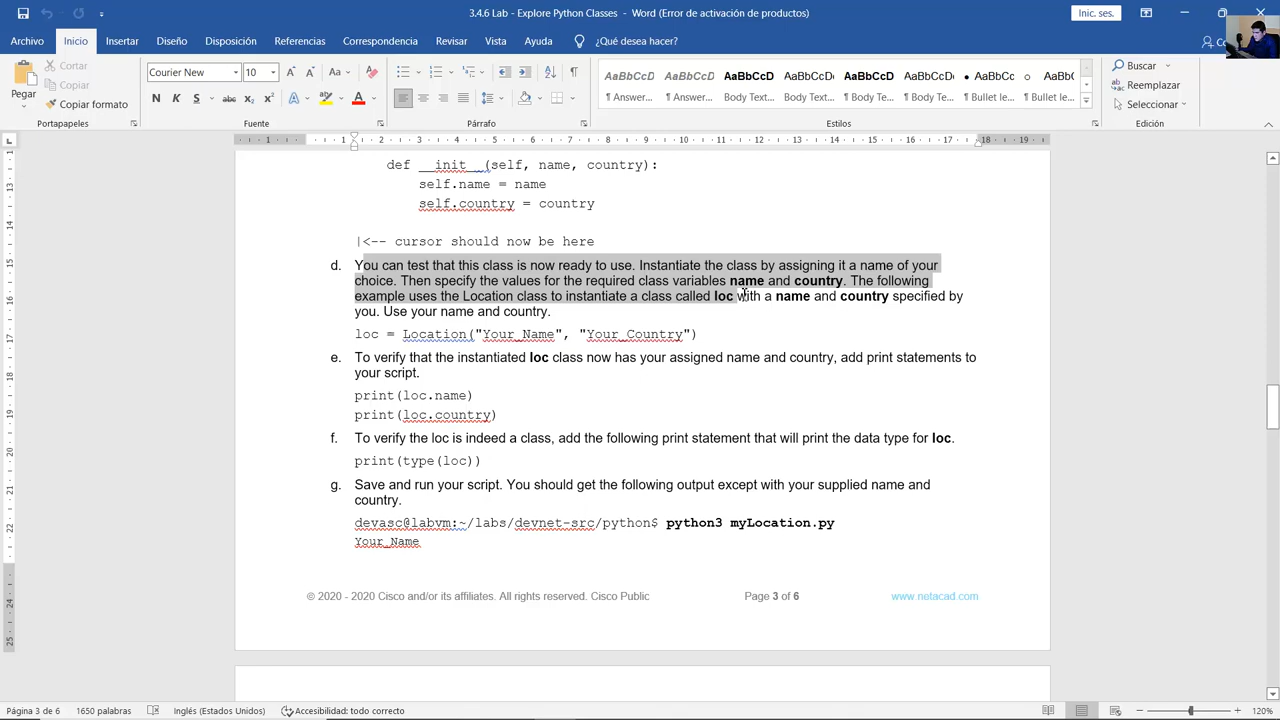 3.4.6 Lab - Explore Python Classes - Word (Error de activación de productos)
Inic. ses.
Archivo Inicio Insertar Diseño Disposición Referencias Correspondencia Revisar Vista Ayuda ¿Qué desea hacer?
Pegar
Cortar
Copiar
Copiar formato
Portapapeles
Courier New 10
N K S abc x₂ x²
Fuente
Párrafo
AaBbCcD AaBbCcD AaBbCcD AaBbCcD AaBbCcD AaBbCcD AaBbCc AaBb
¶ Answer... ¶ Answer... Body Text... Body Text... Body Text... Body Text... ¶ Bullet le... ¶ Bullet le...
Estilos
Buscar
Reemplazar
Seleccionar
Edición
def __init__(self, name, country):
self.name = name
self.country = country
|<-- cursor should now be here
d. You can test that this class is now ready to use. Instantiate the class by assigning it a name of your
choice. Then specify the values for the required class variables name and country. The following
example uses the Location class to instantiate a class called loc with a name and country specified by
you. Use your name and country.
loc = Location("Your_Name", "Your_Country")
e. To verify that the instantiated loc class now has your assigned name and country, add print statements to
your script.
print(loc.name)
print(loc.country)
f. To verify the loc is indeed a class, add the following print statement that will print the data type for loc.
print(type(loc))
g. Save and run your script. You should get the following output except with your supplied name and
country.
devasc@labvm:~/labs/devnet-src/python$ python3 myLocation.py
Your_Name
© 2020 - 2020 Cisco and/or its affiliates. All rights reserved. Cisco Public Page 3 of 6 www.netacad.com
Página 3 de 6 1650 palabras Inglés (Estados Unidos) Accesibilidad: todo correcto 120%